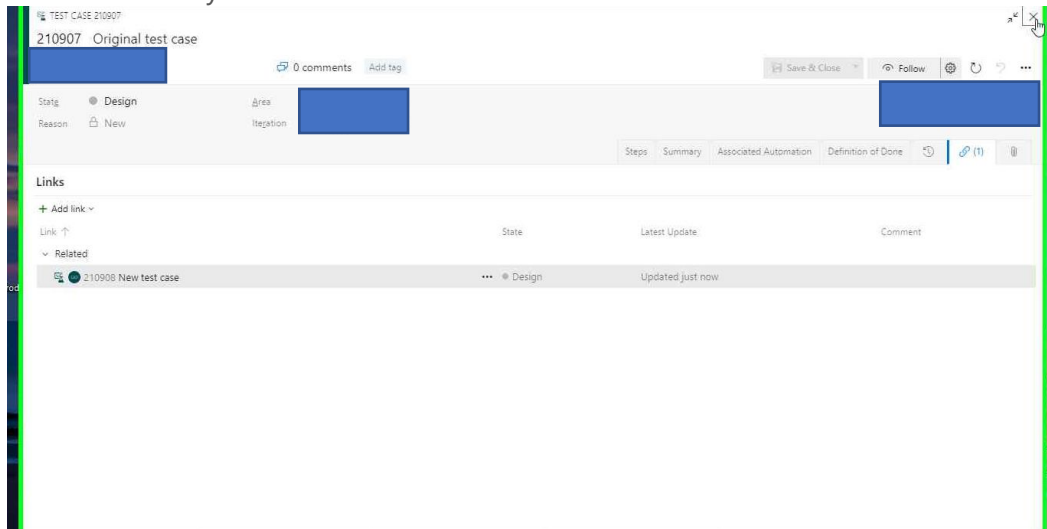 TEST CASE 210907
210907 Original test case
0 comments Add tag Save & Close Follow
State Design Area
Reason New Iteration
Steps Summary Associated Automation Definition of Done (1)
Links
+ Add link
Link ↑ State Latest Update Comment
Related
210908 New test case ••• Design Updated just now